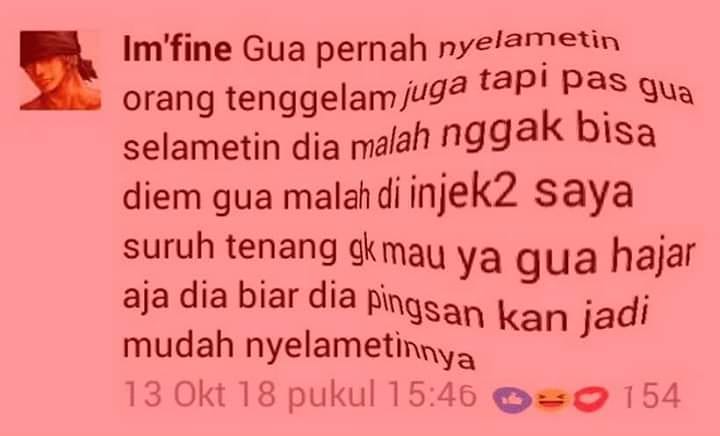 Im'fine Gua pernah nyelametin
orang tenggelam juga tapi pas gua
selametin dia malah nggak bisa
diem gua malah di injek2 saya
suruh tenang gk mau ya gua hajar
aja dia biar dia pingsan kan jadi
mudah nyelametinnya
13 Okt 18 pukul 15:46 154